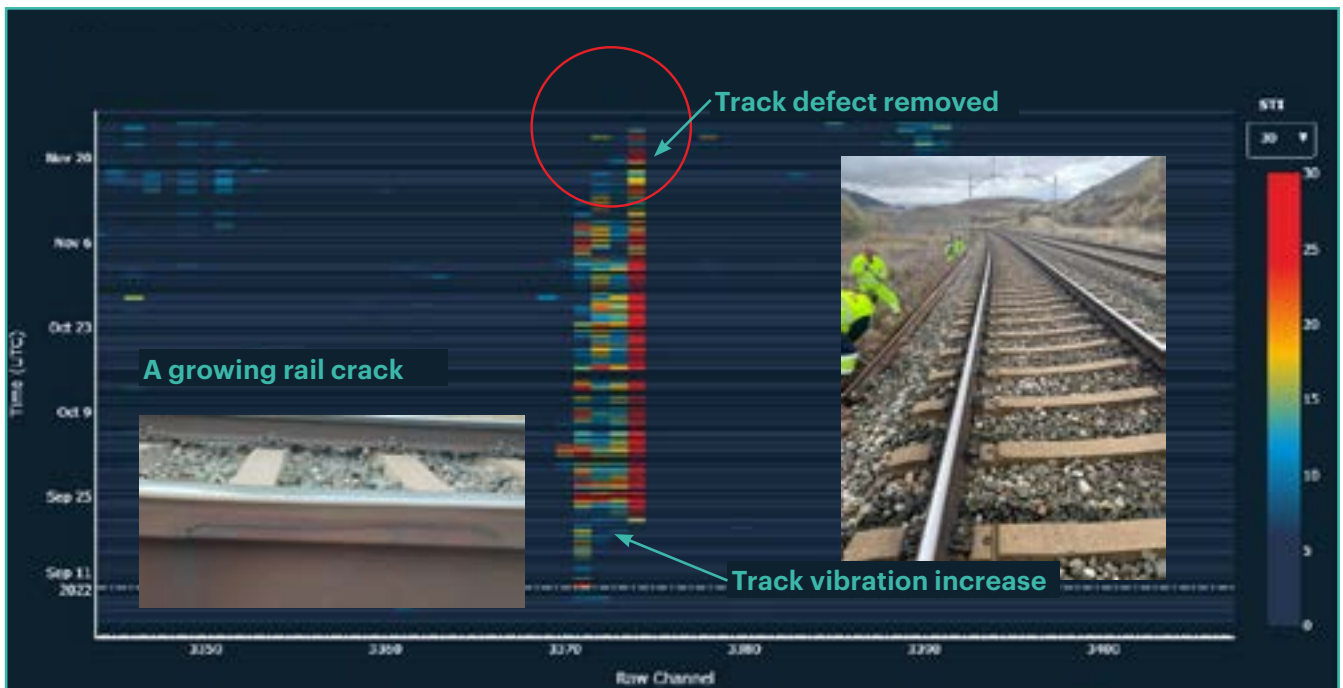 Track defect removed
STI
30
Nov 20
30
Nov 6
25
Oct 23
20
Time (UTC)
A growing rail crack
15
Oct 9
10
Sep 25
5
Track vibration increase
Sep 11
2022
0
3350
3360
3370
3380
3390
3400
Raw Channel